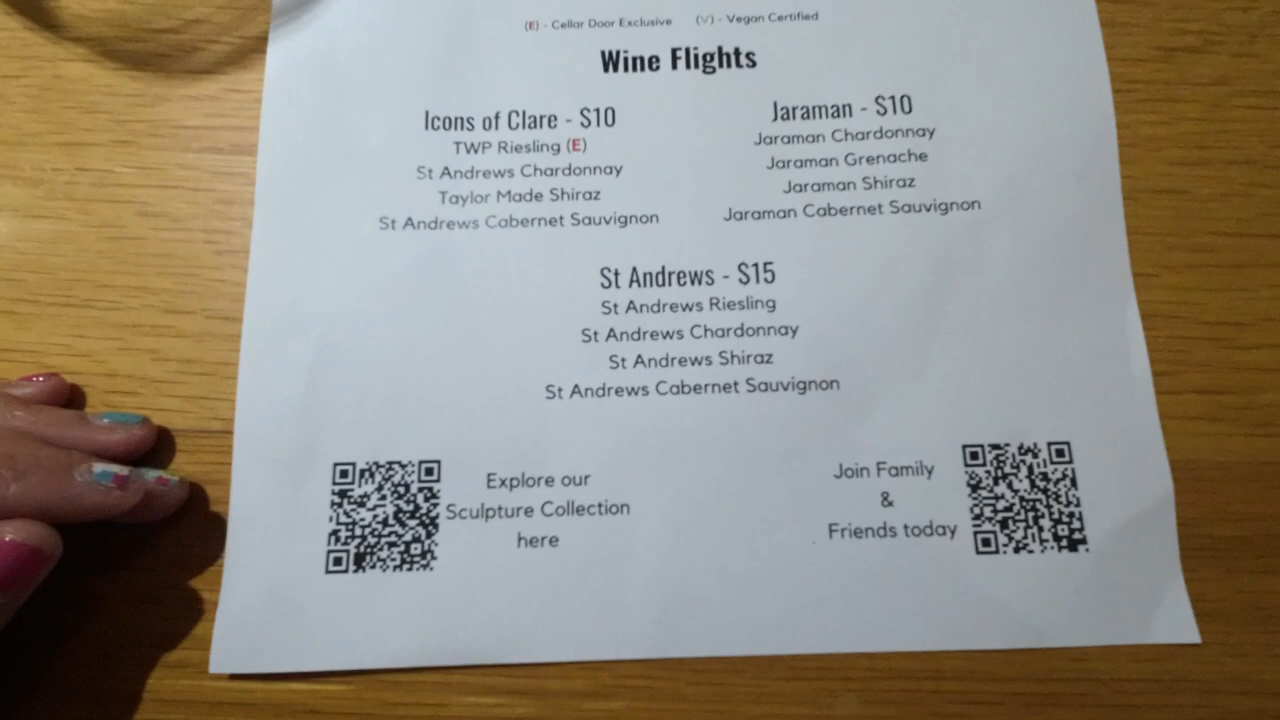 (E) - Cellar Door Exclusive (V) - Vegan Certified
Wine Flights
Icons of Clare - $10
TWP Riesling (E)
St Andrews Chardonnay
Taylor Made Shiraz
St Andrews Cabernet Sauvignon
Jaraman - $10
Jaraman Chardonnay
Jaraman Grenache
Jaraman Shiraz
Jaraman Cabernet Sauvignon
St Andrews - $15
St Andrews Riesling
St Andrews Chardonnay
St Andrews Shiraz
St Andrews Cabernet Sauvignon
Explore our
Sculpture Collection
here
Join Family
&
Friends today